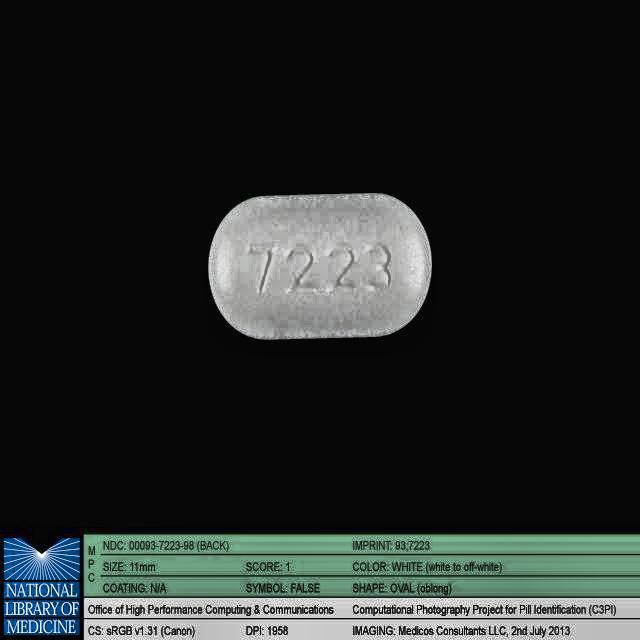 7223
NDC: 00093-7223-98 (BACK) IMPRINT: 93;7223
MPC
SIZE: 11mm SCORE: 1 COLOR: WHITE (white to off-white)
COATING: N/A SYMBOL: FALSE SHAPE: OVAL (oblong)
NATIONAL
LIBRARY OF
MEDICINE
Office of High Performance Computing & Communications Computational Photography Project for Pill Identification (C3PI)
CS: sRGB v1.31 (Canon) DPI: 1958 IMAGING: Medicos Consultants LLC, 2nd July 2013